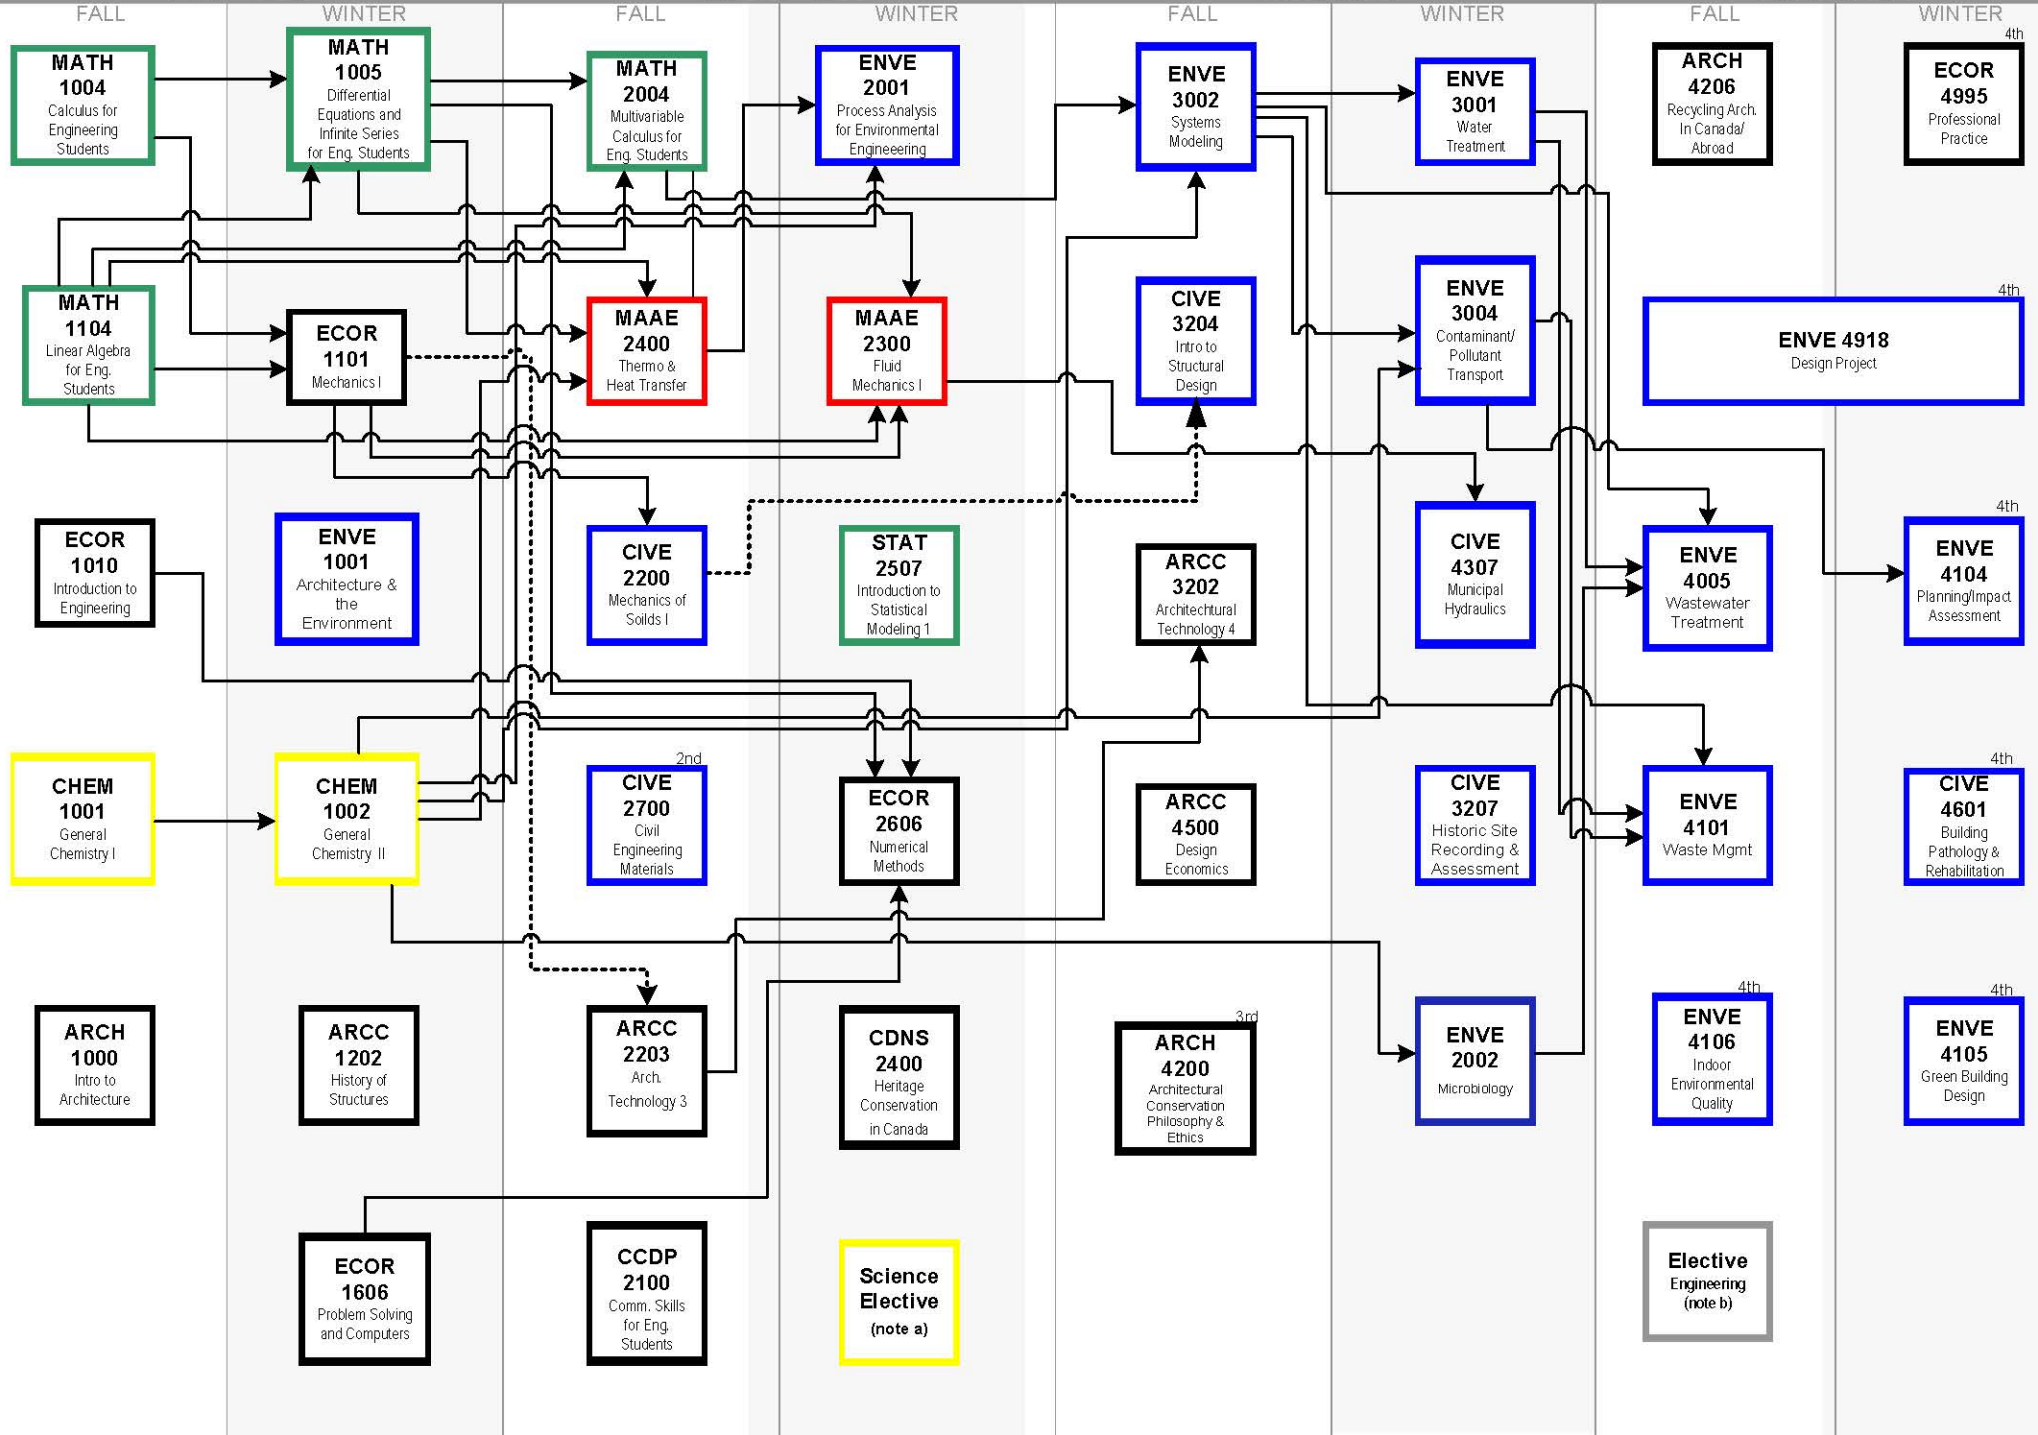 FALL
WINTER
FALL
WINTER
FALL
WINTER
FALL
WINTER
MATH
1004
Calculus for
Engineering
Students
MATH
1005
Differential
Equations and
Infinite Series
for Eng. Students
MATH
2004
Multivariable
Calculus for
Eng. Students
ENVE
2001
Process Analysis
for Environmental
Engineeering
ENVE
3002
Systems
Modeling
ENVE
3001
Water
Treatment
ARCH
4206
Recycling Arch.
In Canada/
Abroad
4th
ECOR
4995
Professional
Practice
MATH
1104
Linear Algebra
for Eng.
Students
ECOR
1101
Mechanics I
MAAE
2400
Thermo &
Heat Transfer
MAAE
2300
Fluid
Mechanics I
CIVE
3204
Intro to
Structural
Design
ENVE
3004
Contaminant/
Pollutant
Transport
4th
ENVE 4918
Design Project
ECOR
1010
Introduction to
Engineering
ENVE
1001
Architecture &
the
Environment
CIVE
2200
Mechanics of
Soilds I
STAT
2507
Introduction to
Statistical
Modeling 1
ARCC
3202
Architechtural
Technology 4
CIVE
4307
Municipal
Hydraulics
ENVE
4005
Wastewater
Treatment
4th
ENVE
4104
Planning/Impact
Assessment
CHEM
1001
General
Chemistry I
CHEM
1002
General
Chemistry II
2nd
CIVE
2700
Civil
Engineering
Materials
ECOR
2606
Numerical
Methods
ARCC
4500
Design
Economics
CIVE
3207
Historic Site
Recording &
Assessment
ENVE
4101
Waste Mgmt
4th
CIVE
4601
Building
Pathology &
Rehabilitation
ARCH
1000
Intro to
Architecture
ARCC
1202
History of
Structures
ARCC
2203
Arch.
Technology 3
CDNS
2400
Heritage
Conservation
in Canada
3rd
ARCH
4200
Architectural
Conservation
Philosophy &
Ethics
ENVE
2002
Microbiology
4th
ENVE
4106
Indoor
Environmental
Quality
4th
ENVE
4105
Green Building
Design
ECOR
1606
Problem Solving
and Computers
CCDP
2100
Comm. Skills
for Eng.
Students
Science
Elective
(note a)
Elective
Engineering
(note b)